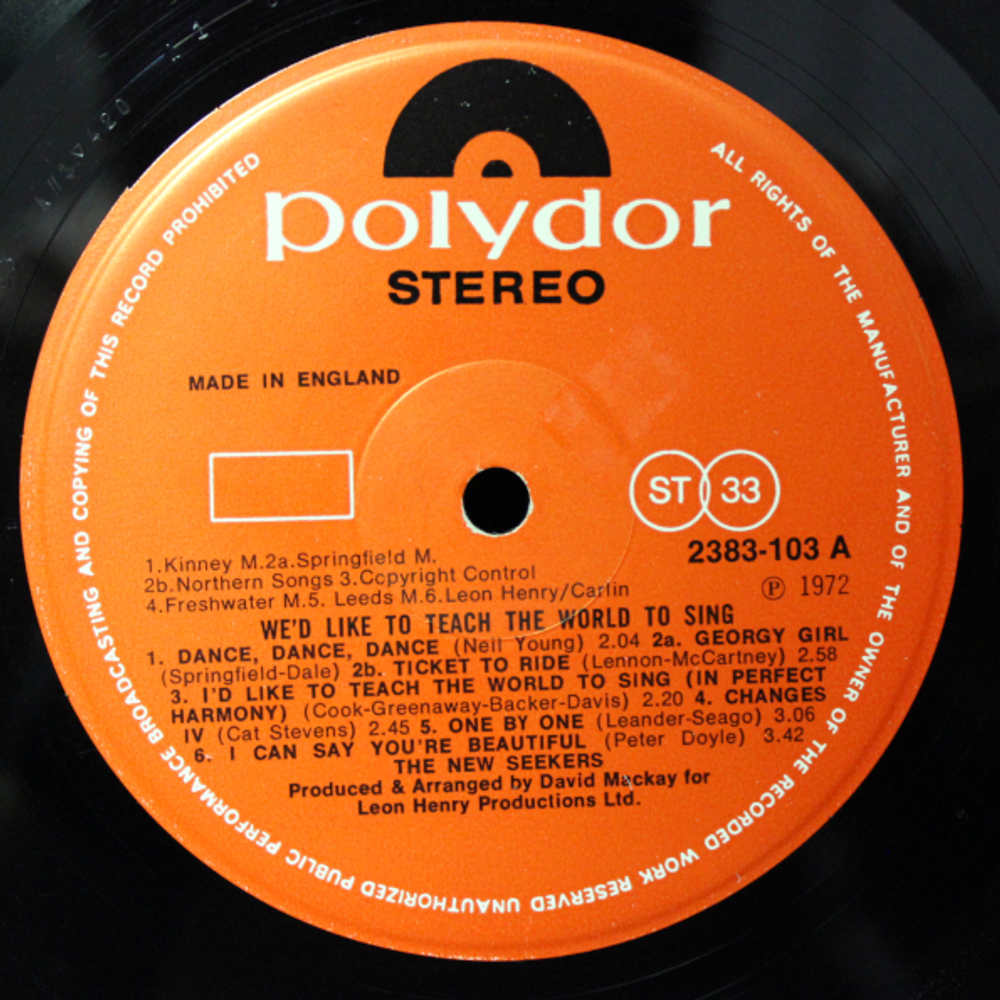 polydor
STEREO
MADE IN ENGLAND
ST 33
2383-103 A
℗ 1972
1.Kinney M.2a.Springfield M.
2b.Northern Songs 3.Copyright Control
4.Freshwater M.5. Leeds M.6.Leon Henry/Carlin
WE'D LIKE TO TEACH THE WORLD TO SING
1. DANCE, DANCE, DANCE (Neil Young) 2.04 2a. GEORGY GIRL
(Springfield-Dale) 2b. TICKET TO RIDE (Lennon-McCartney) 2.58
3. I'D LIKE TO TEACH THE WORLD TO SING (IN PERFECT
HARMONY) (Cook-Greenaway-Backer-Davis) 2.20 4. CHANGES
IV (Cat Stevens) 2.45 5. ONE BY ONE (Leander-Seago) 3.06
6. I CAN SAY YOU'RE BEAUTIFUL (Peter Doyle) 3.42
THE NEW SEEKERS
Produced & Arranged by David Mackay for
Leon Henry Productions Ltd.
ALL RIGHTS OF THE MANUFACTURER AND OF THE OWNER OF THE RECORDED WORK RESERVED UNAUTHORIZED PUBLIC PERFORMANCE BROADCASTING AND COPYING OF THIS RECORD PROHIBITED